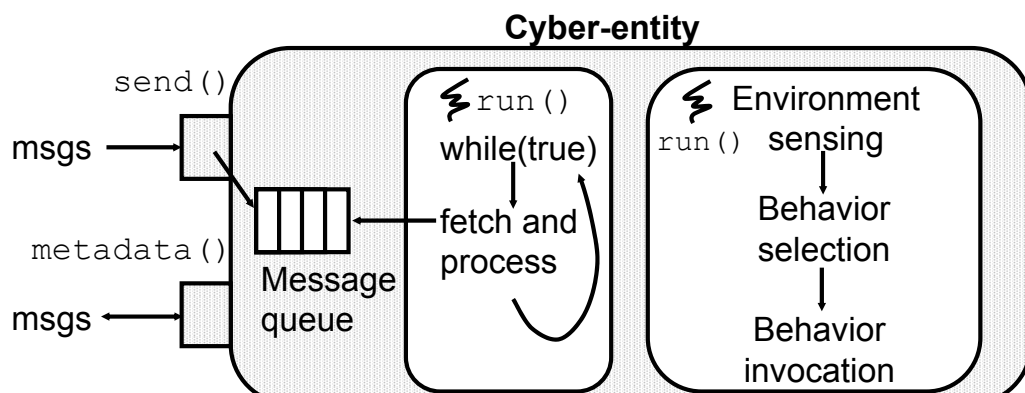 Cyber-entity
send()
msgs
metadata()
msgs
Message
queue
run()
while(true)
fetch and
process
Environment
run() sensing
Behavior
selection
Behavior
invocation